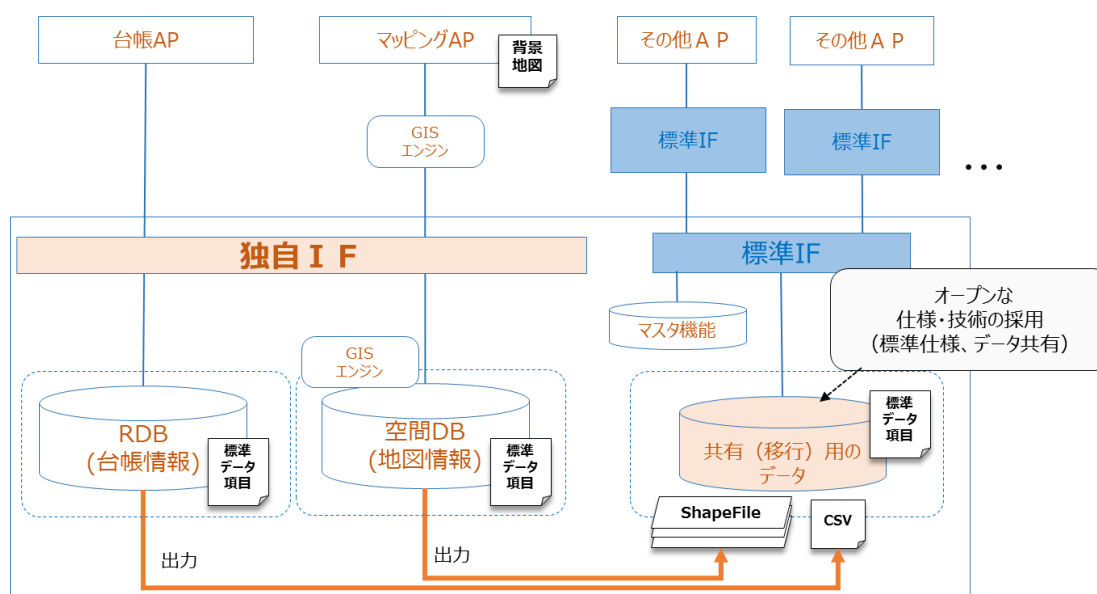 台帳AP
マッピングAP
背景
地図
その他ＡＰ
その他ＡＰ
GIS
エンジン
標準IF
標準IF
・・・
独自ＩＦ
標準IF
マスタ機能
オープンな
仕様・技術の採用
（標準仕様、データ共有）
GIS
エンジン
RDB
(台帳情報)
標準
データ
項目
空間DB
(地図情報)
標準
データ
項目
共有（移行）用の
データ
標準
データ
項目
ShapeFile
CSV
出力
出力